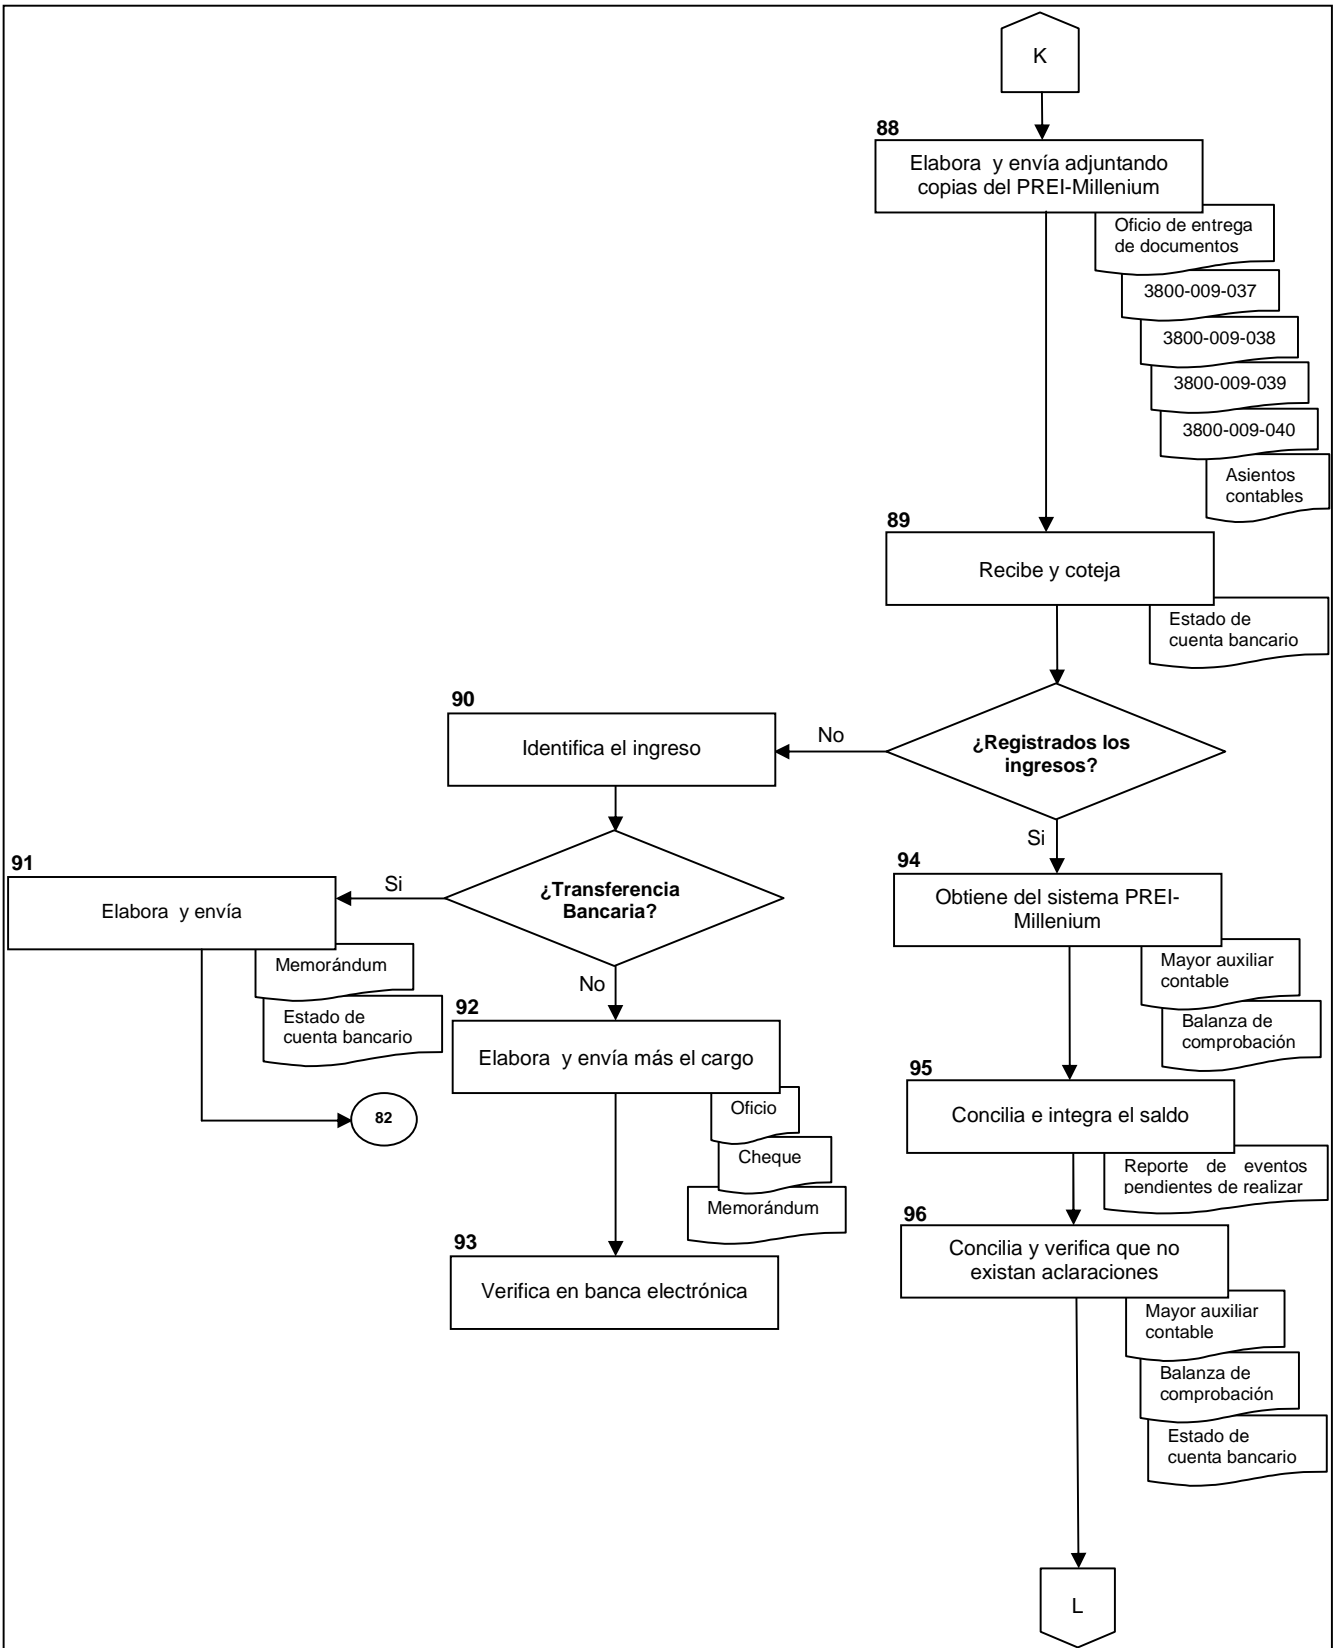 K
88
Elabora y envía adjuntando
copias del PREI-Millenium
Oficio de entrega
de documentos
3800-009-037
3800-009-038
3800-009-039
3800-009-040
Asientos
contables
89
Recibe y coteja
Estado de
cuenta bancario
¿Registrados los
ingresos?
No
Si
90
Identifica el ingreso
¿Transferencia
Bancaria?
Si
No
91
Elabora y envía
Memorándum
Estado de
cuenta bancario
82
92
Elabora y envía más el cargo
Oficio
Cheque
Memorándum
93
Verifica en banca electrónica
94
Obtiene del sistema PREI-
Millenium
Mayor auxiliar
contable
Balanza de
comprobación
95
Concilia e integra el saldo
Reporte de eventos
pendientes de realizar
96
Concilia y verifica que no
existan aclaraciones
Mayor auxiliar
contable
Balanza de
comprobación
Estado de
cuenta bancario
L